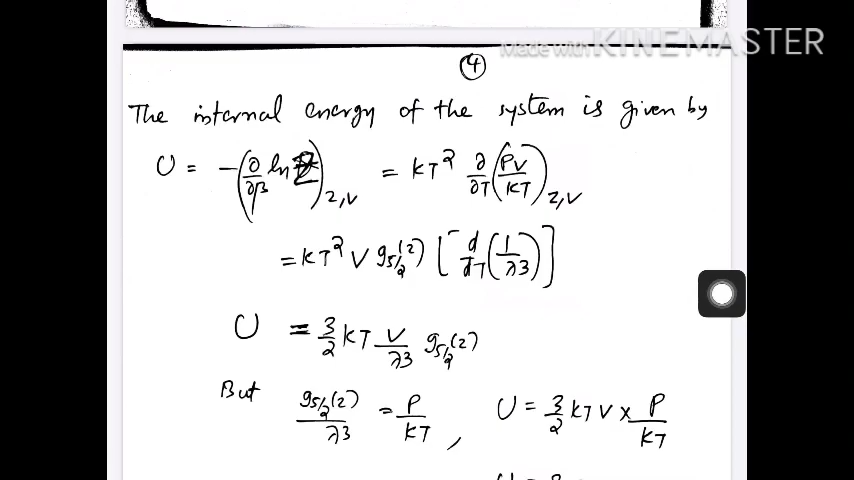 Made with KINEMASTER
④
The internal energy of the system is given by
U = -(∂/∂β ln Z)_{z,V} = KT² ∂/∂T (PV/KT)_{z,V}
= KT² V g_{5/2}(z) [d/dT (1/λ3)]
U = 3/2 KT V/λ3 g_{5/2}(z)
But g_{5/2}(z)/λ3 = P/KT , U = 3/2 KTV × P/KT